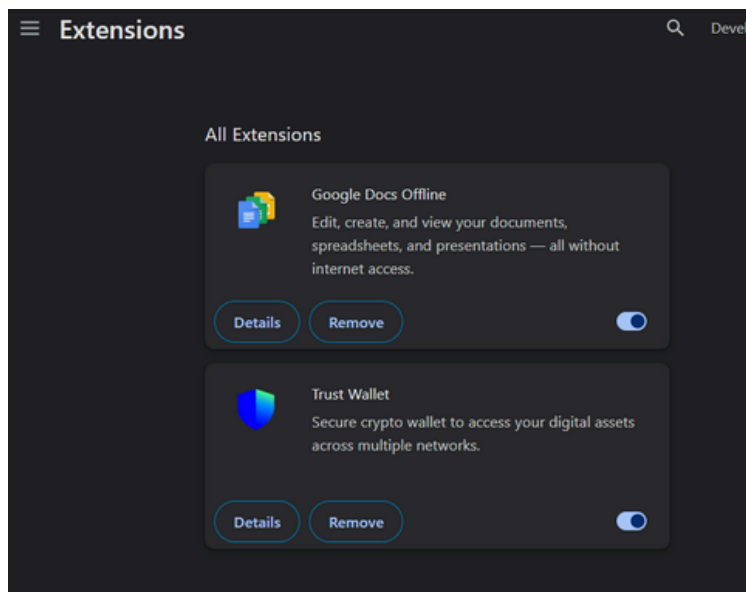 Extensions
Devel
All Extensions
Google Docs Offline
Edit, create, and view your documents,
spreadsheets, and presentations — all without
internet access.
Details
Remove
Trust Wallet
Secure crypto wallet to access your digital assets
across multiple networks.
Details
Remove